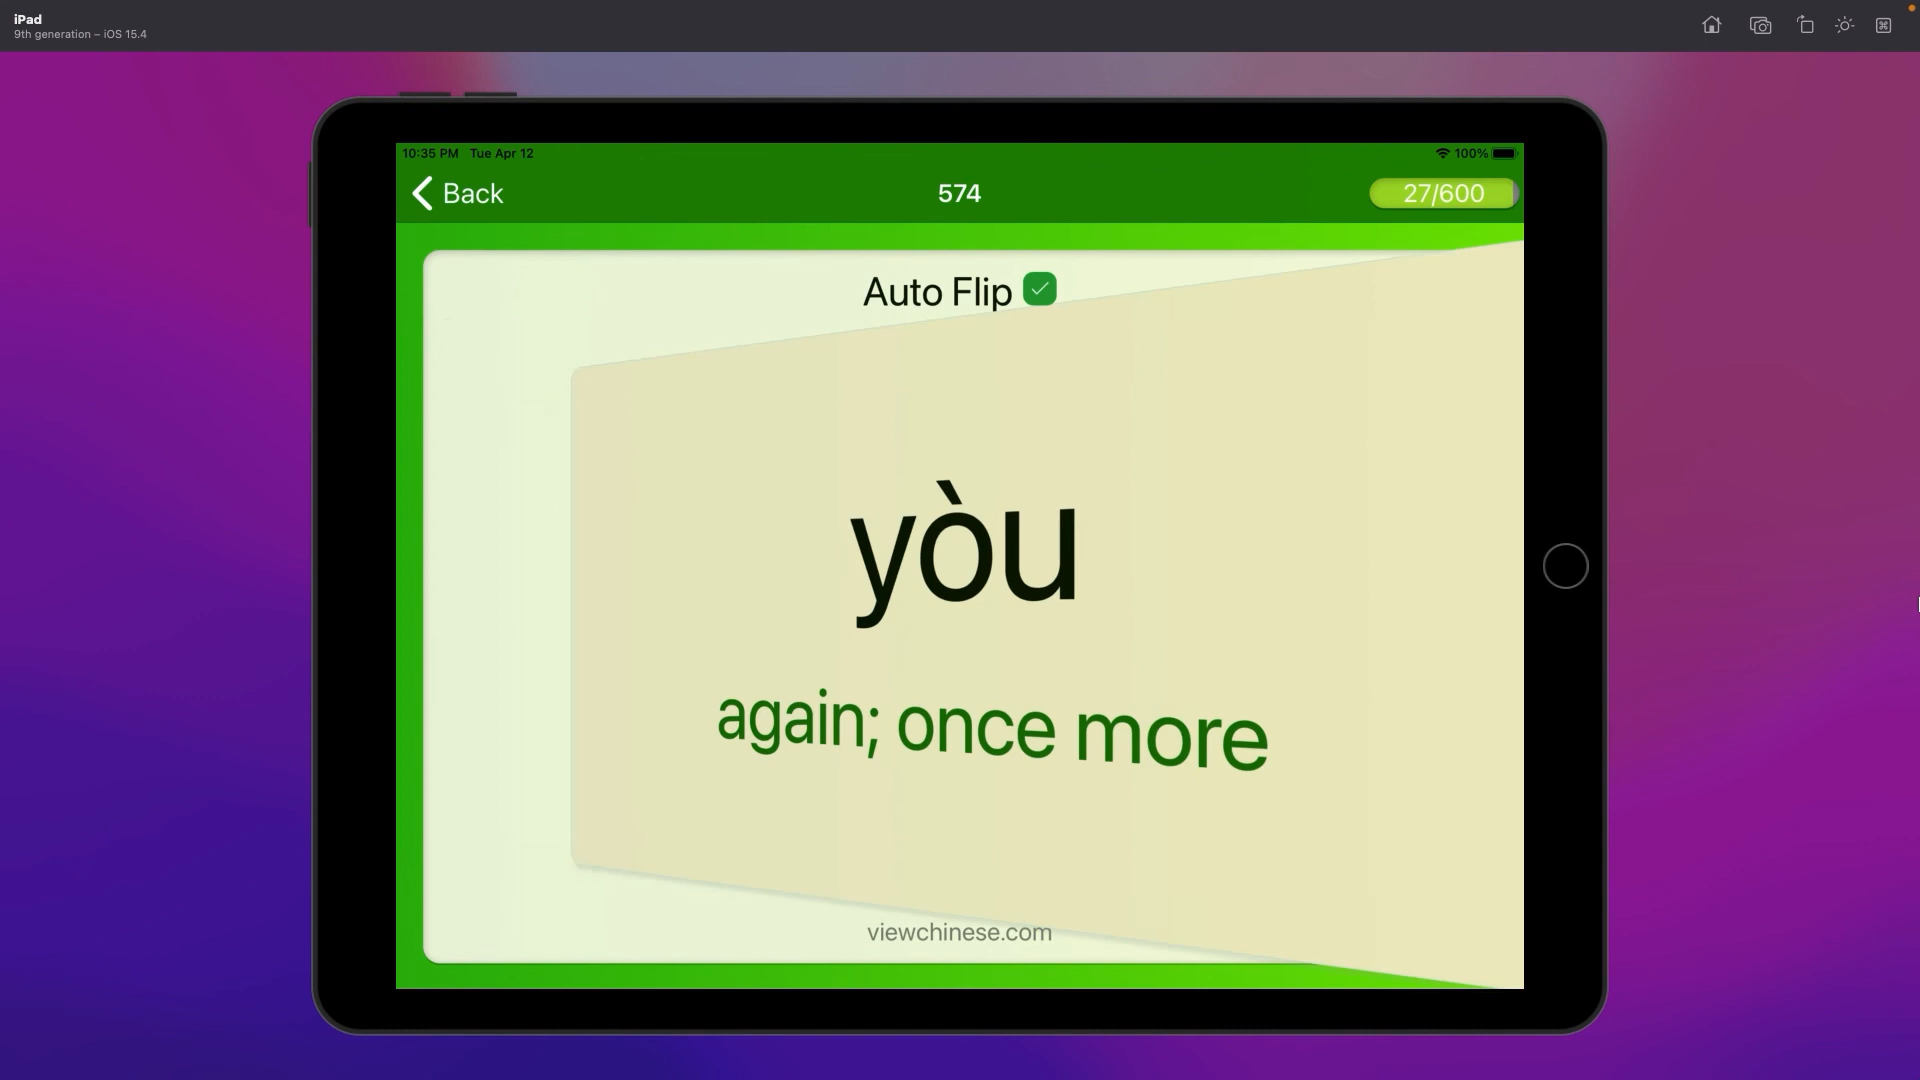 iPad
9th generation – iOS 15.4
10:35 PM Tue Apr 12
100%
Back
574
27/600
Auto Flip
yòu
again; once more
viewchinese.com